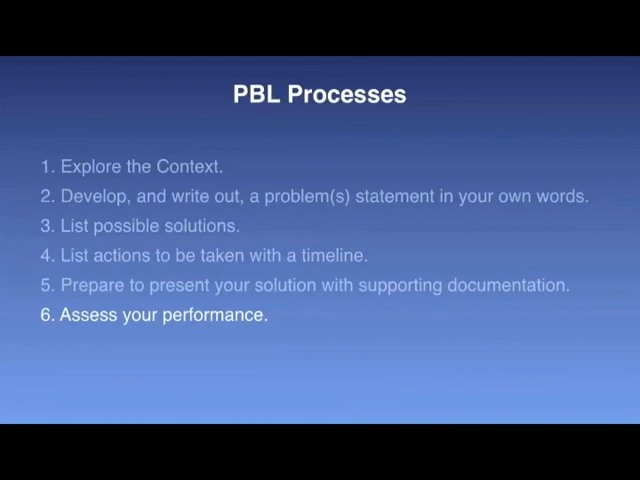 PBL Processes
1. Explore the Context.
2. Develop, and write out, a problem(s) statement in your own words.
3. List possible solutions.
4. List actions to be taken with a timeline.
5. Prepare to present your solution with supporting documentation.
6. Assess your performance.